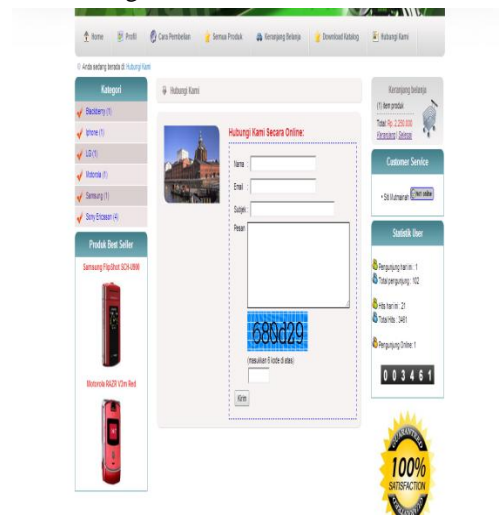 Home Profil Cara Pembelian Semua Produk Keranjang Belanja Download Katalog Hubungi Kami
Anda sedang berada di: Hubungi Kami
Kategori
Blackberry (1)
Iphone (1)
LG (1)
Motorola (1)
Samsung (1)
Sony Ericsson (4)
Produk Best Seller
Samsung FlipShot SCH-U900
Motorola RAZR V3m Red
Hubungi Kami
Hubungi Kami Secara Online:
Nama :
Email :
Subjek :
Pesan
680d29
(masukkan 6 kode di atas)
Kirim
Keranjang belanja
(1) item produk
Total: Rp. 2.250.000
Keranjang | Selesai
Customer Service
• Siti Mutmainah
Statistik User
Pengunjung hari ini : 1
Total pengunjung : 102
Hits hari ini : 21
Total Hits : 3461
Pengunjung Online: 1
003461
GUARANTEED
100%
SATISFACTION